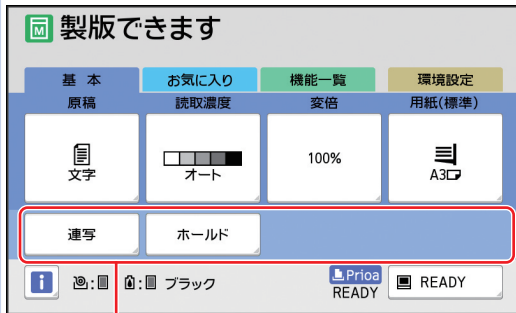 製版できます
基本 お気に入り 機能一覧 環境設定
原稿 読取濃度 変倍 用紙(標準)
文字 オート 100% A3
連写 ホールド
i : : ブラック Prioa READY READY